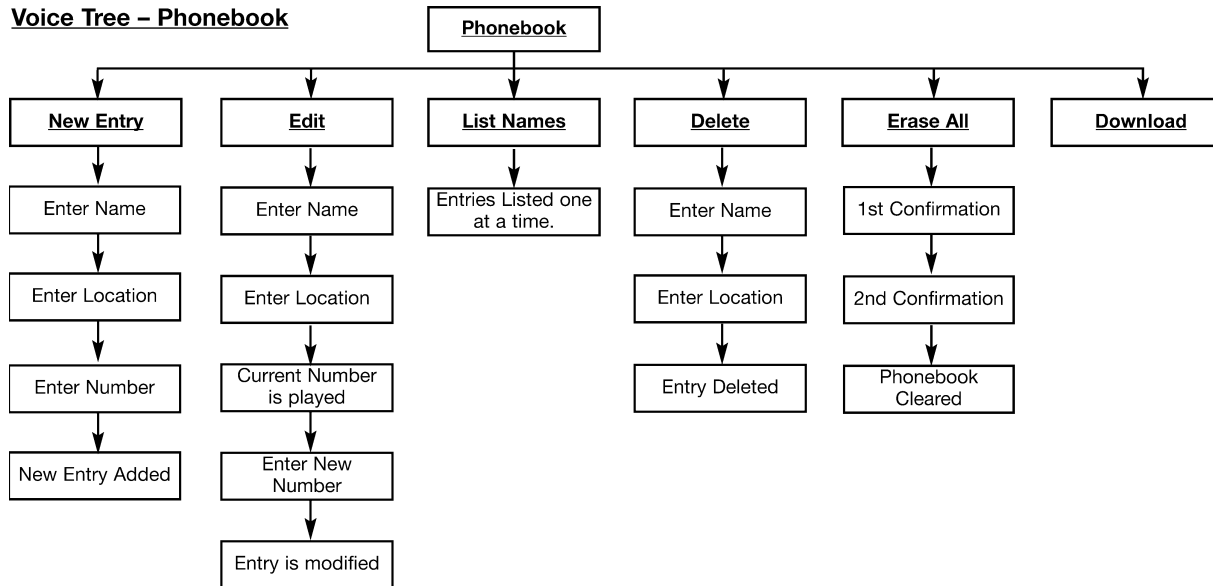 Voice Tree – Phonebook
Phonebook
New Entry
Edit
List Names
Delete
Erase All
Download
Enter Name
Enter Name
Entries Listed one
at a time.
Enter Name
1st Confirmation
Enter Location
Enter Location
Enter Location
2nd Confirmation
Enter Number
Current Number
is played
Entry Deleted
Phonebook
Cleared
New Entry Added
Enter New
Number
Entry is modified